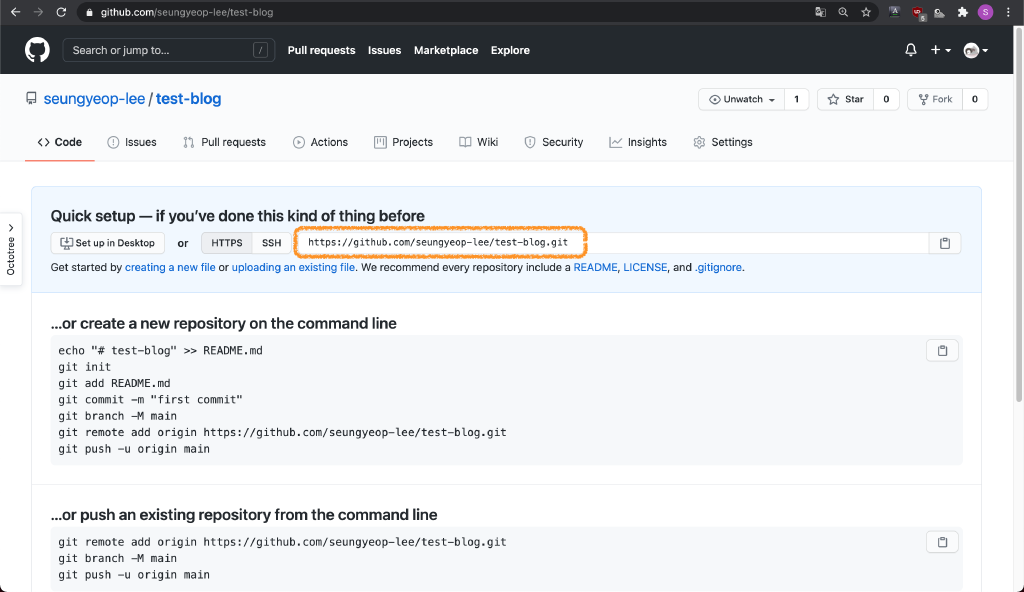 github.com/seungyeop-lee/test-blog
Search or jump to... / Pull requests Issues Marketplace Explore
seungyeop-lee / test-blog Unwatch 1 Star 0 Fork 0
Code Issues Pull requests Actions Projects Wiki Security Insights Settings
Octotree
Quick setup — if you've done this kind of thing before
Set up in Desktop or HTTPS SSH https://github.com/seungyeop-lee/test-blog.git
Get started by creating a new file or uploading an existing file. We recommend every repository include a README, LICENSE, and .gitignore.
...or create a new repository on the command line
echo "# test-blog" >> README.md
git init
git add README.md
git commit -m "first commit"
git branch -M main
git remote add origin https://github.com/seungyeop-lee/test-blog.git
git push -u origin main
...or push an existing repository from the command line
git remote add origin https://github.com/seungyeop-lee/test-blog.git
git branch -M main
git push -u origin main